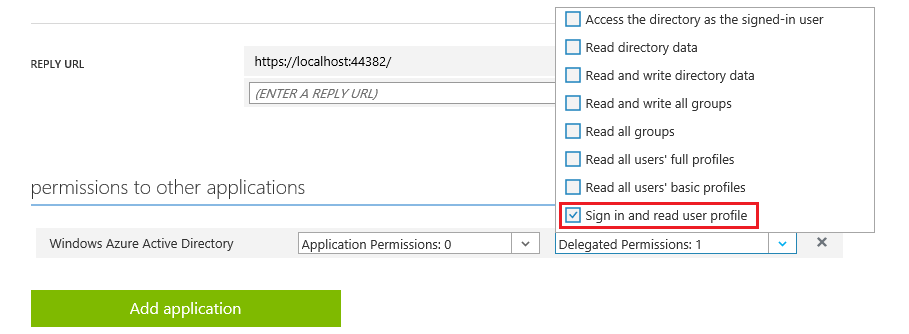 Access the directory as the signed-in user
Read directory data
Read and write directory data
Read and write all groups
Read all groups
Read all users' full profiles
Read all users' basic profiles
Sign in and read user profile
REPLY URL
https://localhost:44382/
(ENTER A REPLY URL)
permissions to other applications
Windows Azure Active Directory
Application Permissions: 0
Delegated Permissions: 1
Add application